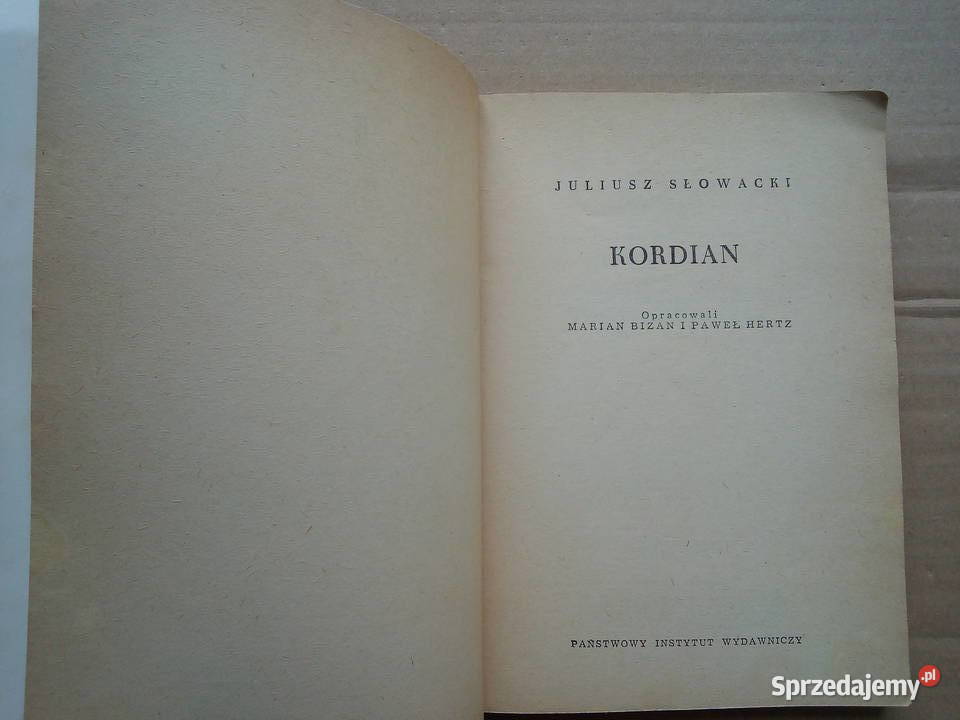 JULIUSZ SŁOWACKI
KORDIAN
Opracowali
MARIAN BIZAN I PAWEŁ HERTZ
PAŃSTWOWY INSTYTUT WYDAWNICZY
Sprzedajemy.pl